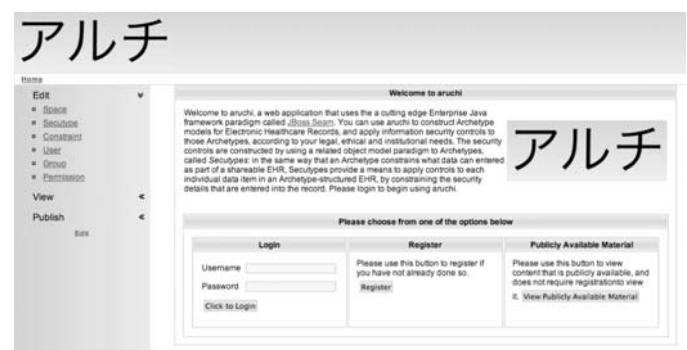 アルチ
Home
Edit
Space
Secutype
Constraint
User
Group
Permission
View
Publish
Edit
Welcome to aruchi
Welcome to aruchi, a web application that uses the a cutting edge Enterprise Java
framework paradigm called JBoss Seam. You can use aruchi to construct Archetype
models for Electronic Healthcare Records, and apply information security controls to
those Archetypes, according to your legal, ethical and institutional needs. The security
controls are constructed by using a related object model paradigm to Archetypes,
called Secutypes: in the same way that an Archetype constrains what data can entered
as part of a shareable EHR, Secutypes provide a means to apply controls to each
individual data item in an Archetype-structured EHR, by constraining the security
details that are entered into the record. Please login to begin using aruchi.
アルチ
Please choose from one of the options below
Login
Username
Password
Click to Login
Register
Please use this button to register if
you have not already done so.
Register
Publicly Available Material
Please use this button to view
content that is publicly available, and
does not require registrationto view
it. View Publicly Available Material